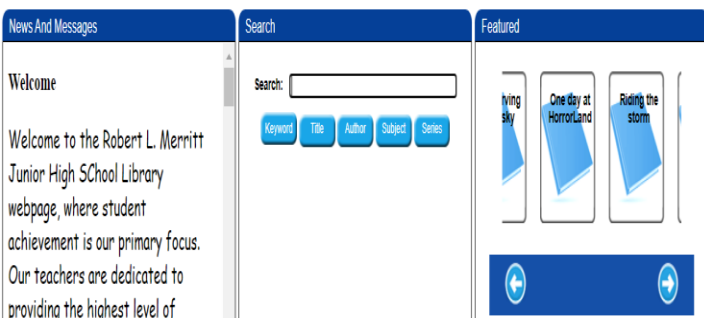 News And Messages
Welcome
Welcome to the Robert L. Merritt
Junior High SChool Library
webpage, where student
achievement is our primary focus.
Our teachers are dedicated to
providing the highest level of
Search
Search:
Keyword Title Author Subject Series
Featured
rving
sky
One day at
HorrorLand
Riding the
storm